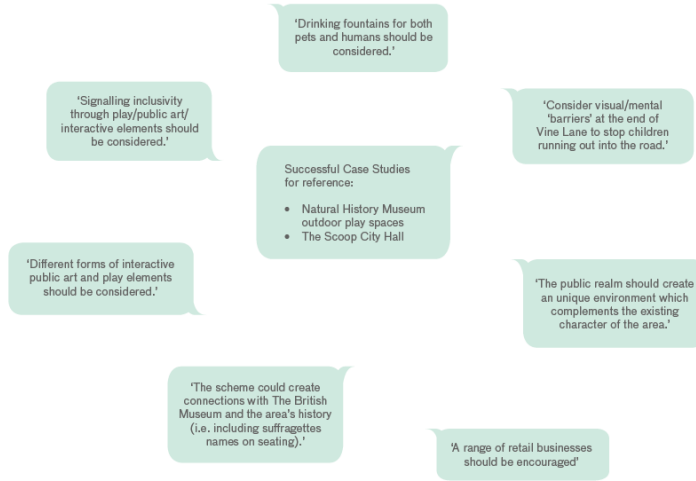 ‘Drinking fountains for both
pets and humans should be
considered.’
‘Signalling inclusivity
through play/public art/
interactive elements should
be considered.’
‘Consider visual/mental
‘barriers’ at the end of
Vine Lane to stop children
running out into the road.’
Successful Case Studies
for reference:
• Natural History Museum
outdoor play spaces
• The Scoop City Hall
‘Different forms of interactive
public art and play elements
should be considered.’
‘The public realm should create
an unique environment which
complements the existing
character of the area.’
‘The scheme could create
connections with The British
Museum and the area’s history
(i.e. including suffragettes
names on seating).’
‘A range of retail businesses
should be encouraged’